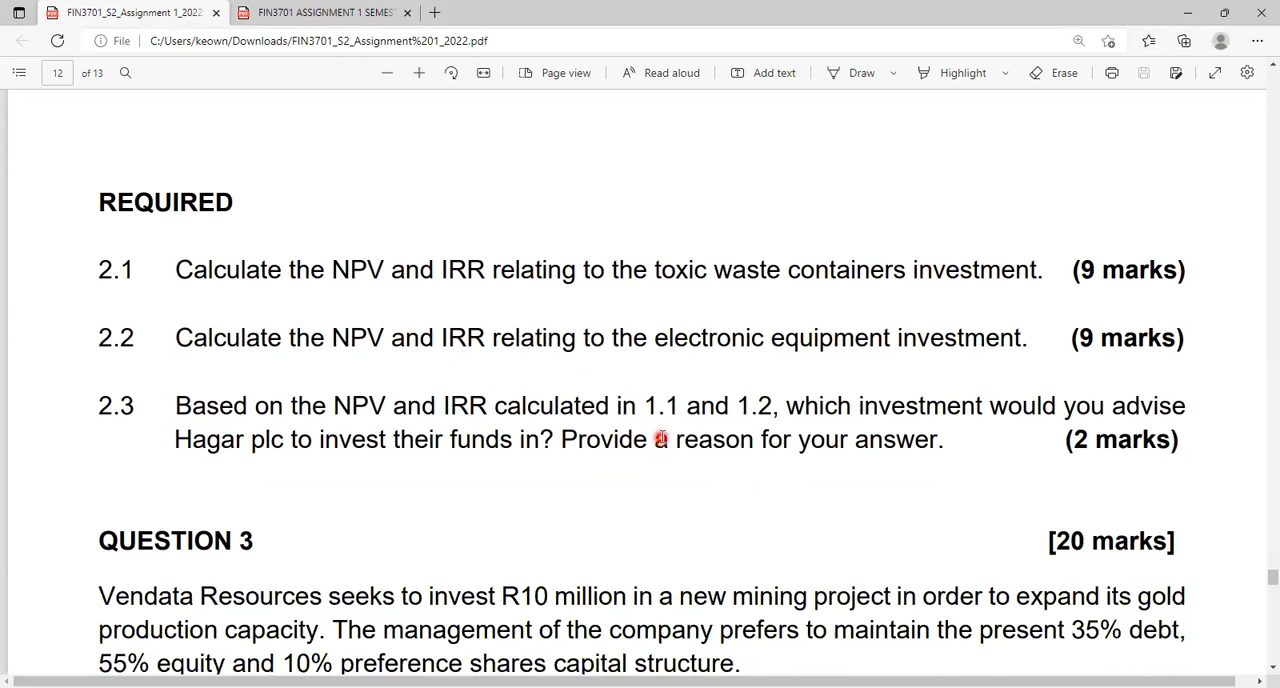 FIN3701_S2_Assignment 1_2022
FIN3701 ASSIGNMENT 1 SEMES
File C:/Users/keown/Downloads/FIN3701_S2_Assignment%201_2022.pdf
12 of 13 Page view Read aloud Add text Draw Highlight Erase
REQUIRED
2.1 Calculate the NPV and IRR relating to the toxic waste containers investment. (9 marks)
2.2 Calculate the NPV and IRR relating to the electronic equipment investment. (9 marks)
2.3 Based on the NPV and IRR calculated in 1.1 and 1.2, which investment would you advise
Hagar plc to invest their funds in? Provide a reason for your answer. (2 marks)
QUESTION 3 [20 marks]
Vendata Resources seeks to invest R10 million in a new mining project in order to expand its gold
production capacity. The management of the company prefers to maintain the present 35% debt,
55% equity and 10% preference shares capital structure.